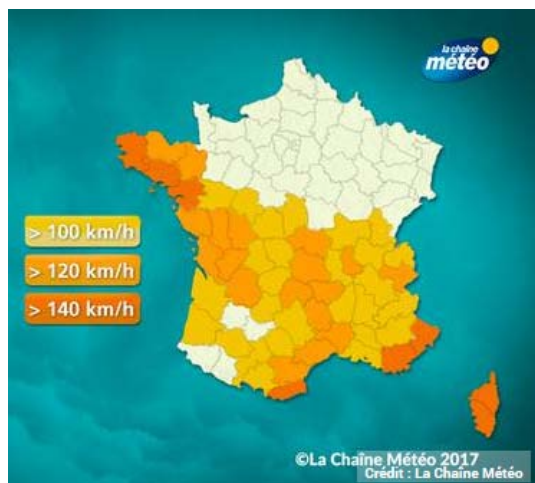 la chaîne
météo
> 100 km/h
> 120 km/h
> 140 km/h
©La Chaîne Météo 2017
Crédit : La Chaîne Météo